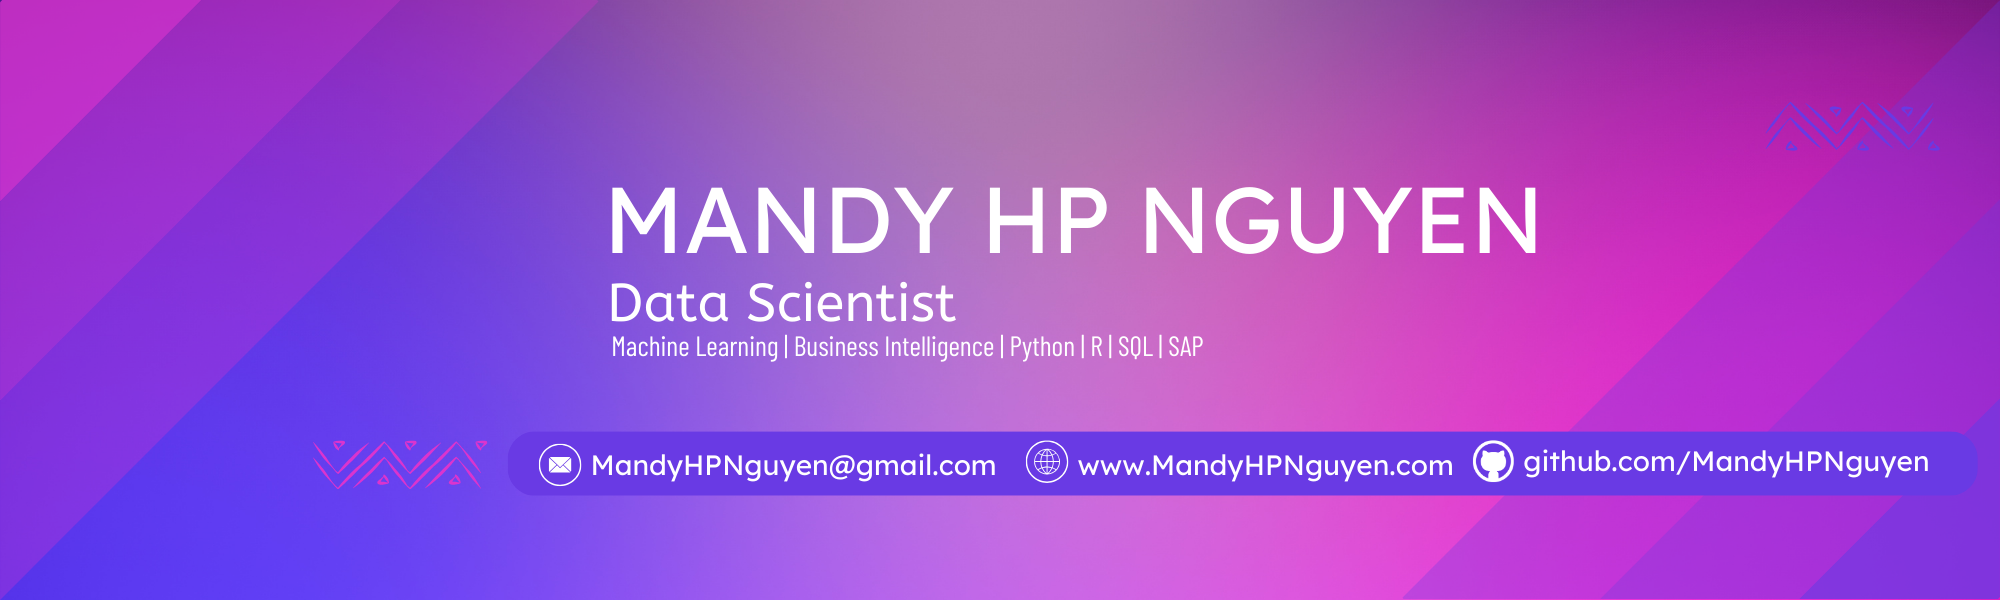 MANDY HP NGUYEN
Data Scientist
Machine Learning | Business Intelligence | Python | R | SQL | SAP
MandyHPNguyen@gmail.com www.MandyHPNguyen.com github.com/MandyHPNguyen